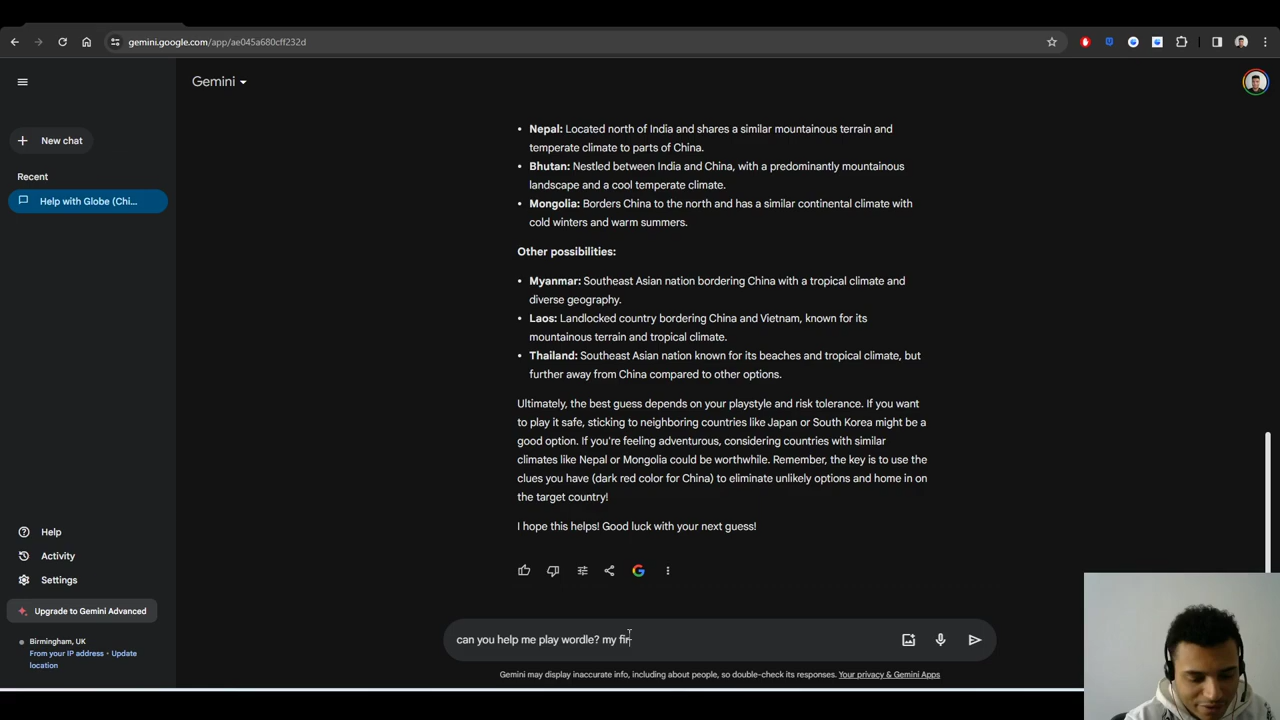 gemini.google.com/app/ae045a680cff232d
Gemini
New chat
Recent
Help with Globe (Chi...
• Nepal: Located north of India and shares a similar mountainous terrain and
temperate climate to parts of China.
• Bhutan: Nestled between India and China, with a predominantly mountainous
landscape and a cool temperate climate.
• Mongolia: Borders China to the north and has a similar continental climate with
cold winters and warm summers.
Other possibilities:
• Myanmar: Southeast Asian nation bordering China with a tropical climate and
diverse geography.
• Laos: Landlocked country bordering China and Vietnam, known for its
mountainous terrain and tropical climate.
• Thailand: Southeast Asian nation known for its beaches and tropical climate, but
further away from China compared to other options.
Ultimately, the best guess depends on your playstyle and risk tolerance. If you want
to play it safe, sticking to neighboring countries like Japan or South Korea might be a
good option. If you're feeling adventurous, considering countries with similar
climates like Nepal or Mongolia could be worthwhile. Remember, the key is to use the
clues you have (dark red color for China) to eliminate unlikely options and home in on
the target country!
I hope this helps! Good luck with your next guess!
Help
Activity
Settings
Upgrade to Gemini Advanced
Birmingham, UK
From your IP address • Update
location
can you help me play wordle? my fir
Gemini may display inaccurate info, including about people, so double-check its responses. Your privacy & Gemini Apps